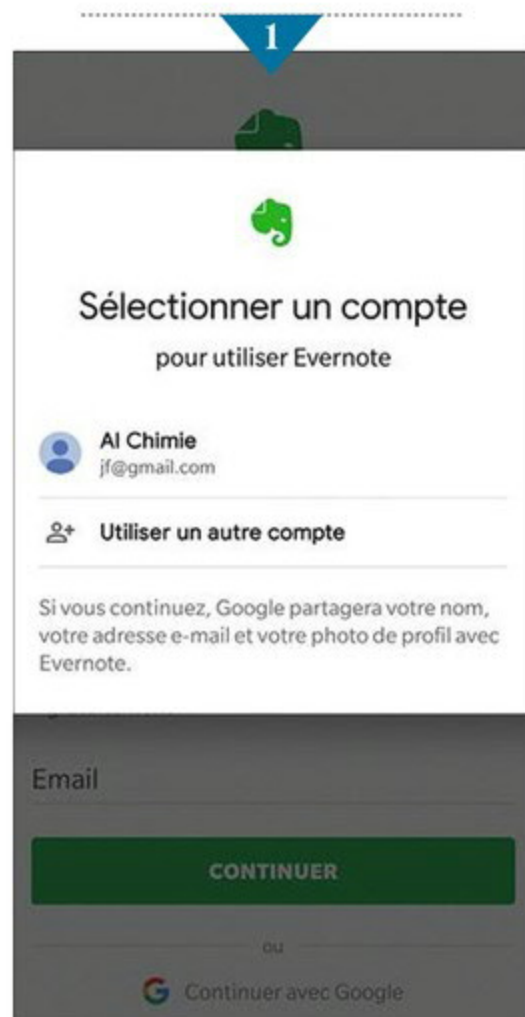 1
Sélectionner un compte
pour utiliser Evernote
Al Chimie
jf@gmail.com
Utiliser un autre compte
Si vous continuez, Google partagera votre nom,
votre adresse e-mail et votre photo de profil avec
Evernote.
Email
CONTINUER
ou
Continuer avec Google